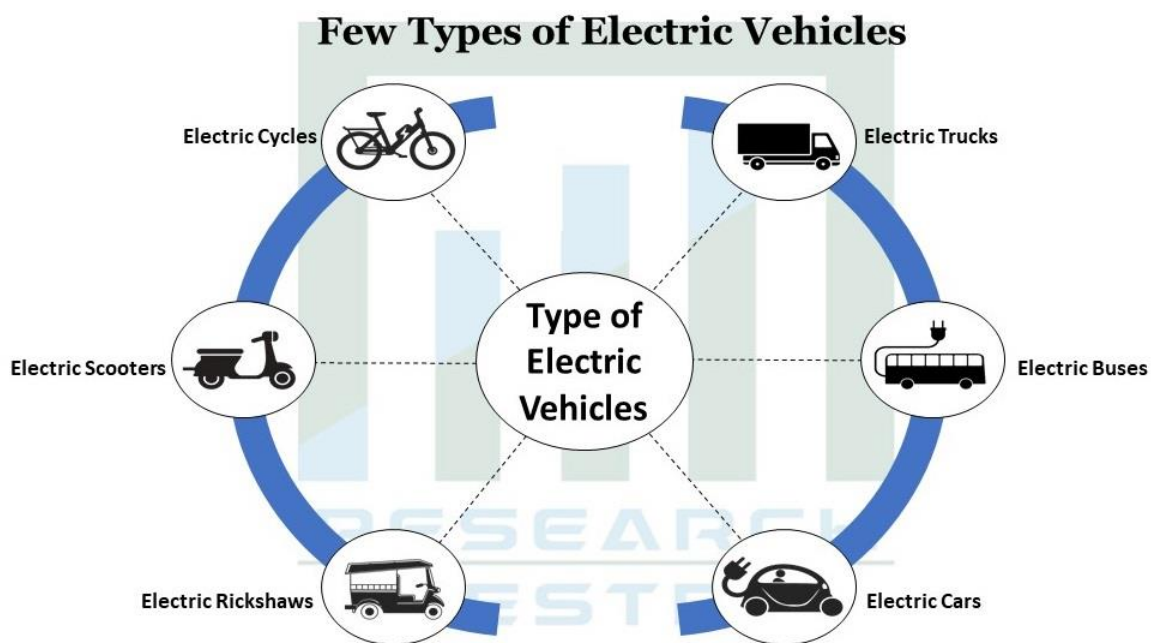 Few Types of Electric Vehicles
Electric Cycles
Electric Trucks
Type of
Electric
Vehicles
Electric Scooters
Electric Buses
RESEARCH
Electric Rickshaws
Electric Cars